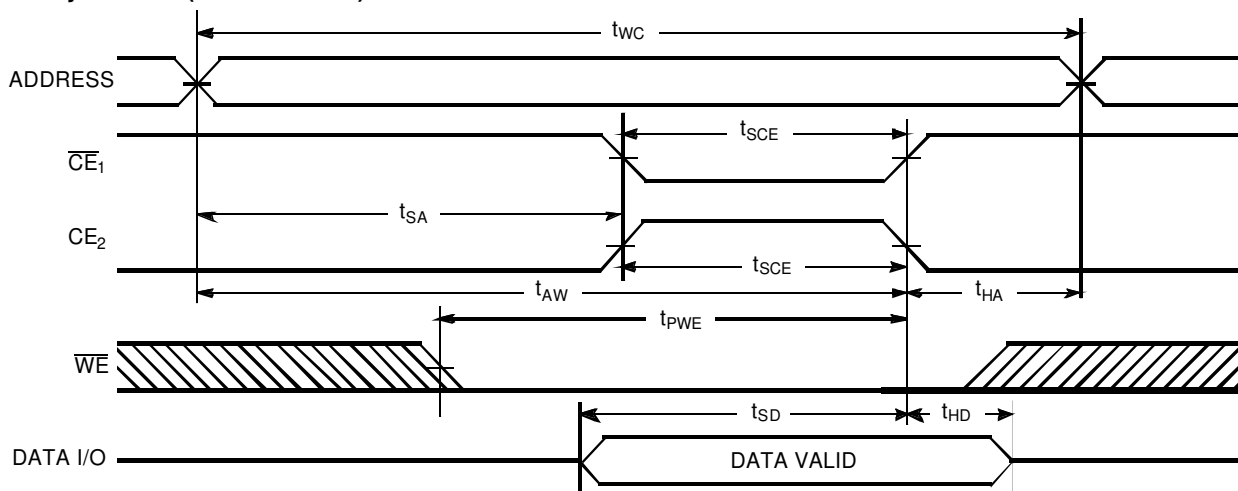 tWC
ADDRESS
tSCE
CE1
tSA
CE2
tSCE
tAW
tHA
tPWE
WE
tSD
tHD
DATA I/O
DATA VALID